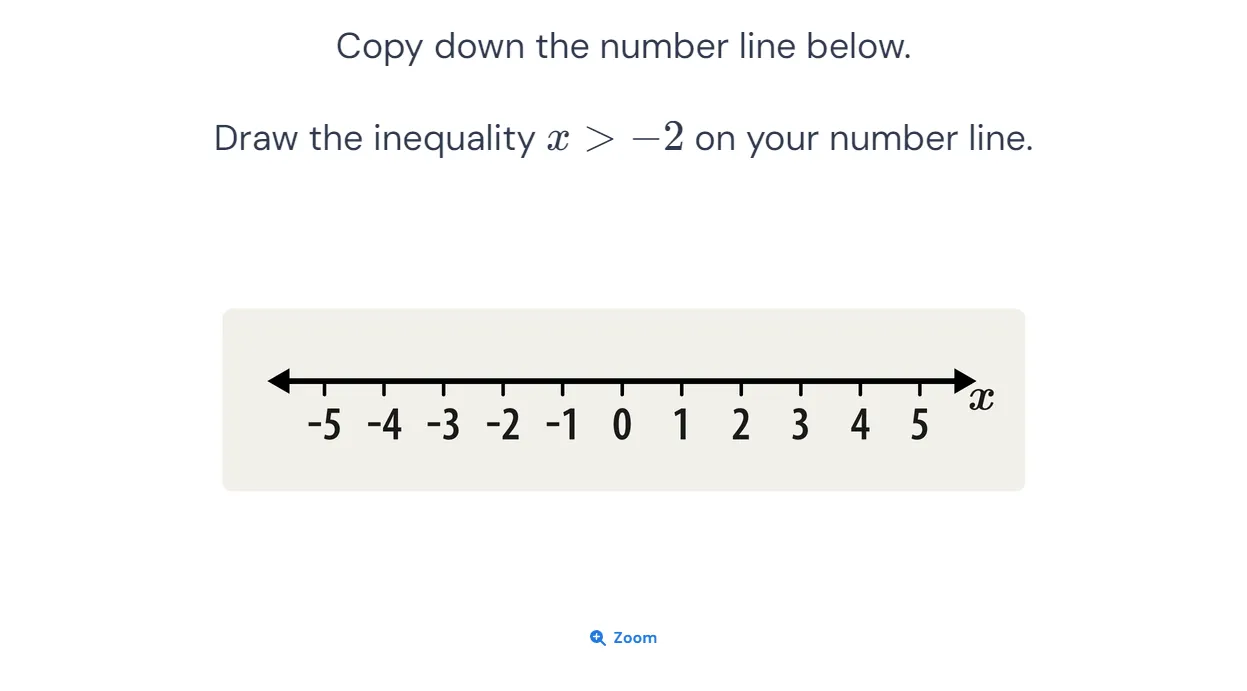 Copy down the number line below.
Draw the inequality x > −2 on your number line.
-5 -4 -3 -2 -1 0 1 2 3 4 5 x
Zoom